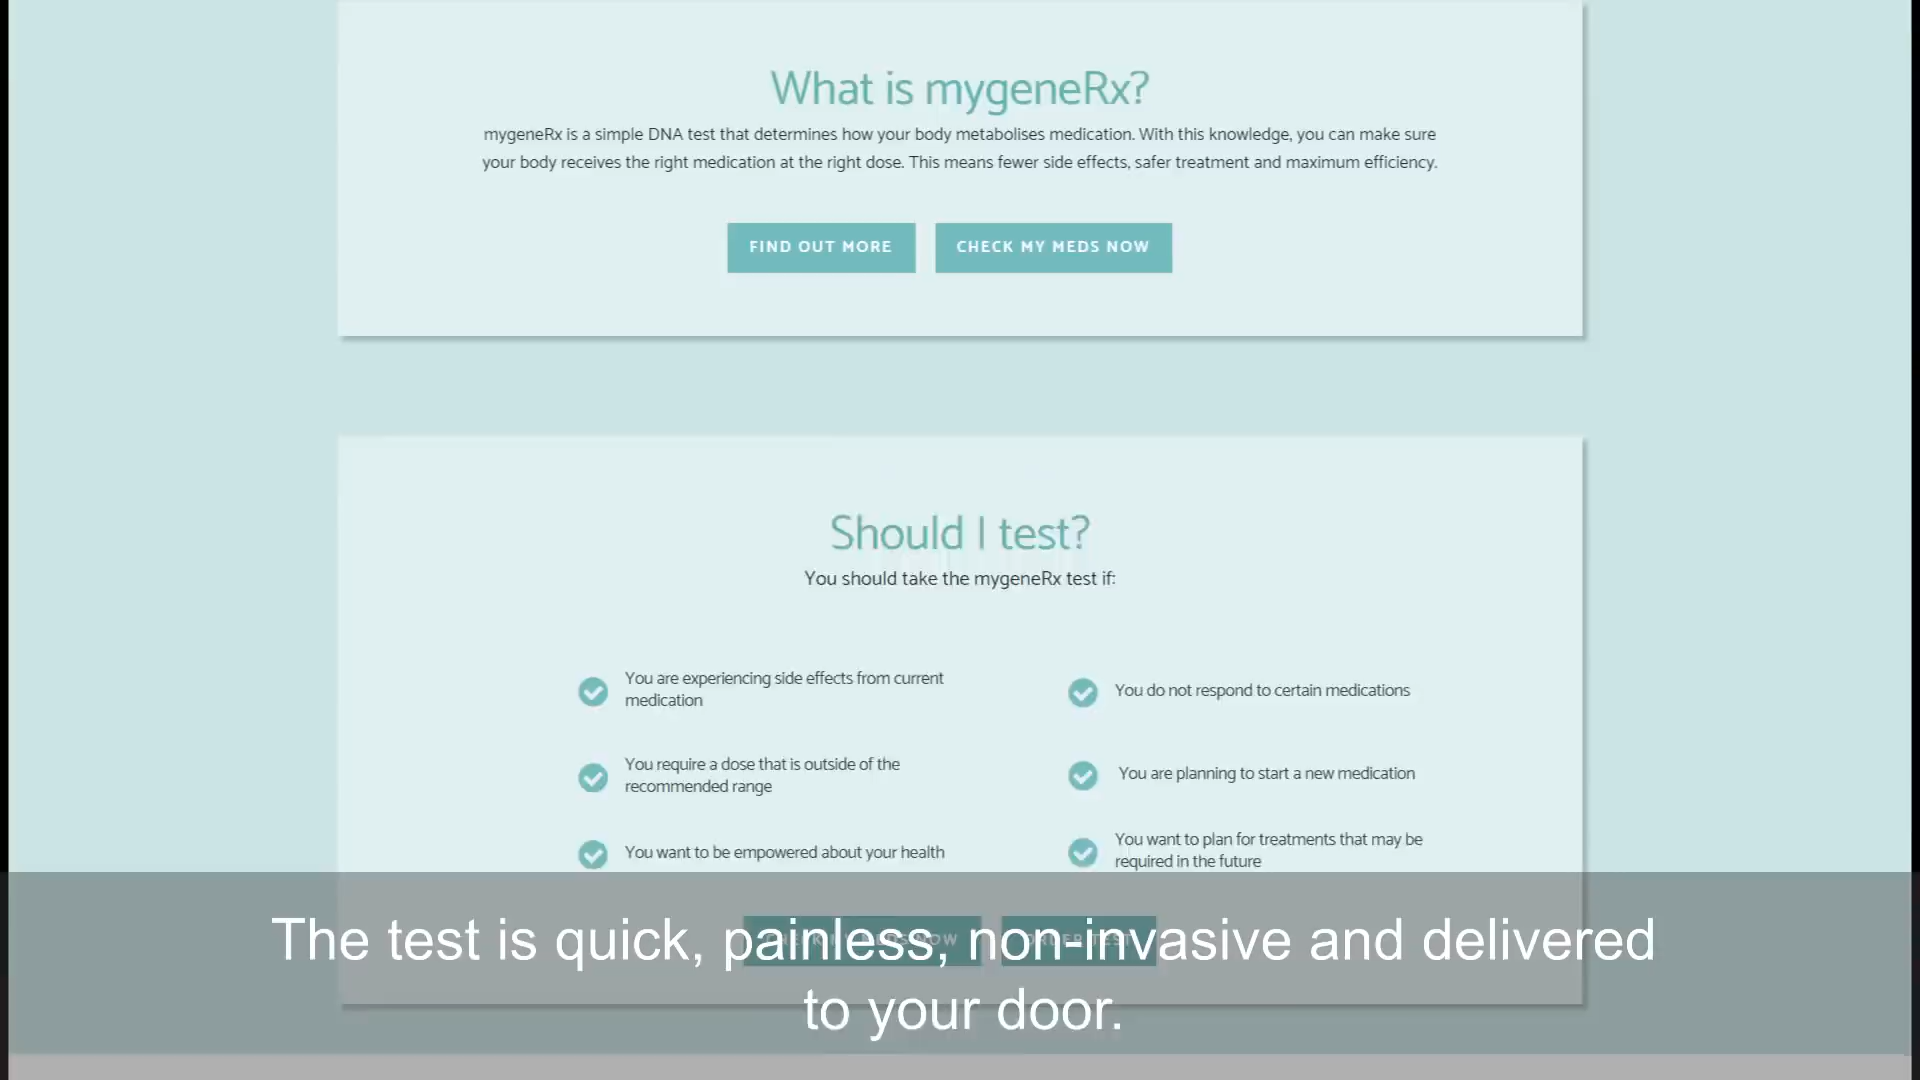 What is mygeneRx?
mygeneRx is a simple DNA test that determines how your body metabolises medication. With this knowledge, you can make sure
your body receives the right medication at the right dose. This means fewer side effects, safer treatment and maximum efficiency.
FIND OUT MORE
CHECK MY MEDS NOW
Should I test?
You should take the mygeneRx test if:
You are experiencing side effects from current
medication
You do not respond to certain medications
You require a dose that is outside of the
recommended range
You are planning to start a new medication
You want to be empowered about your health
You want to plan for treatments that may be
required in the future
CHECK MY MEDS NOW
ORDER TEST
The test is quick, painless, non-invasive and delivered
to your door.